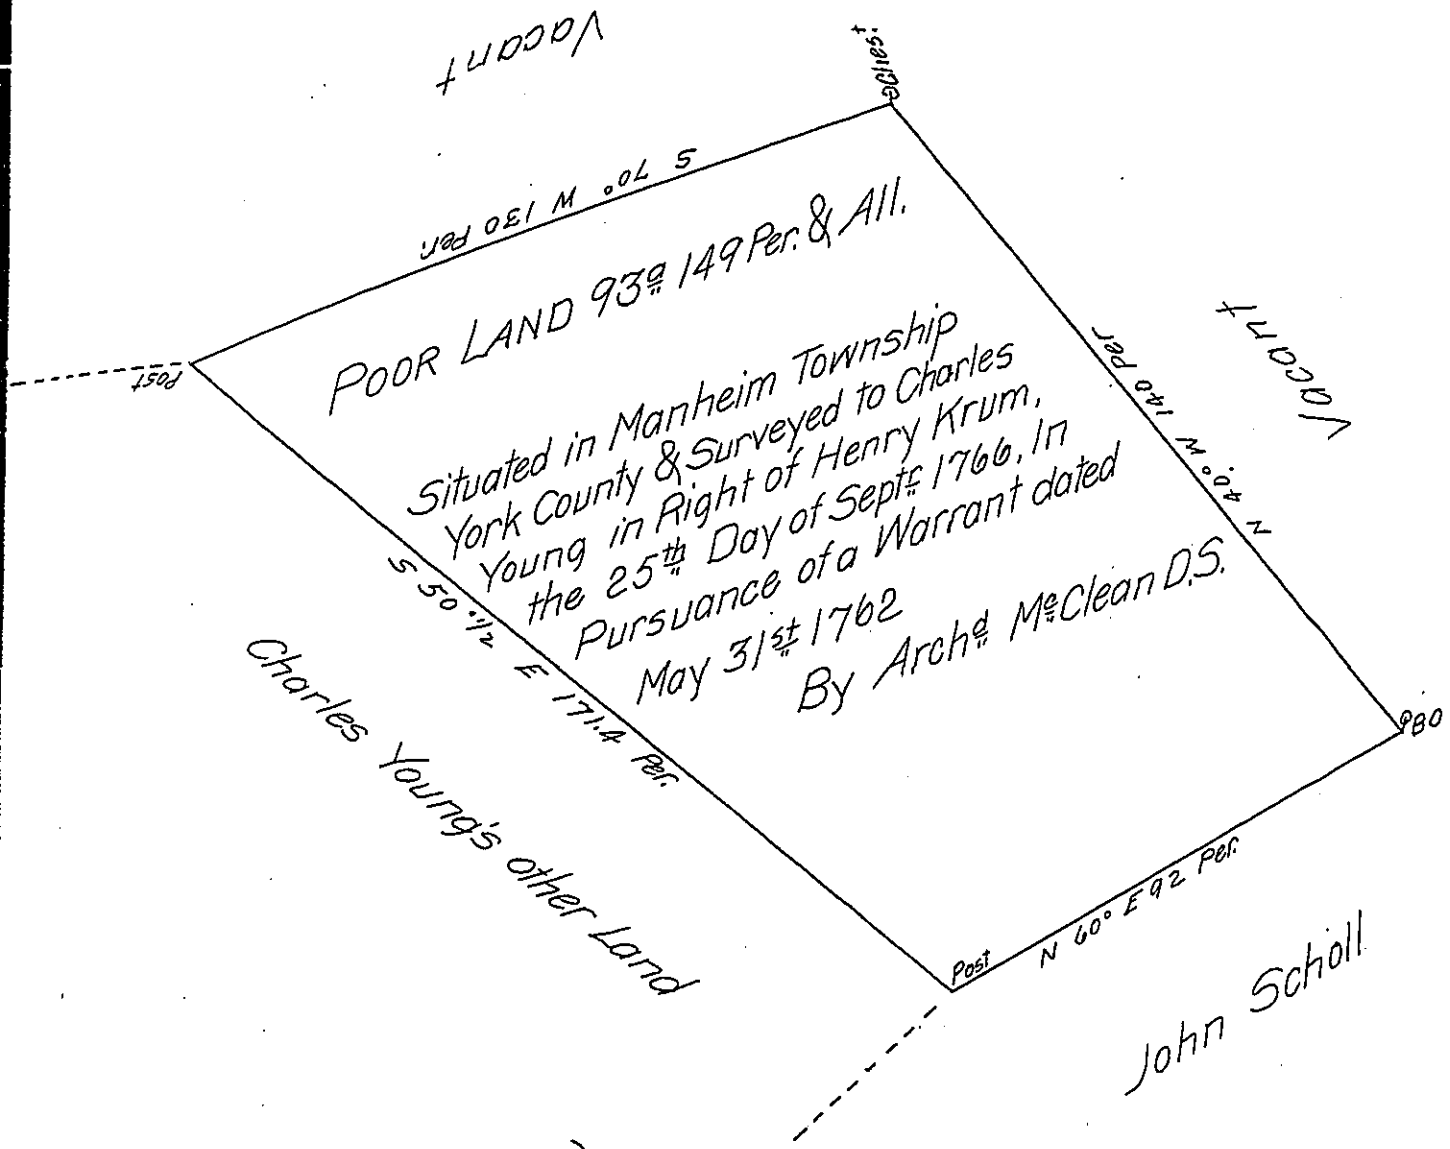 Vacant
Ches.t
S 70° W 130 Per.
Post
POOR LAND 93a 149 Per. & All.
Situated in Manheim Township
York County & Surveyed to Charles
Young in Right of Henry Krum,
the 25th Day of Septr 1766, In
Pursuance of a Warrant dated
May 31st 1762
By Archd McClean D.S.
N 40° W 140 Per
Vacant
S 50°1/2 E 171.4 Per.
Charles Young's other Land
BO
Post
N 60° E 92 Per.
John Scholl